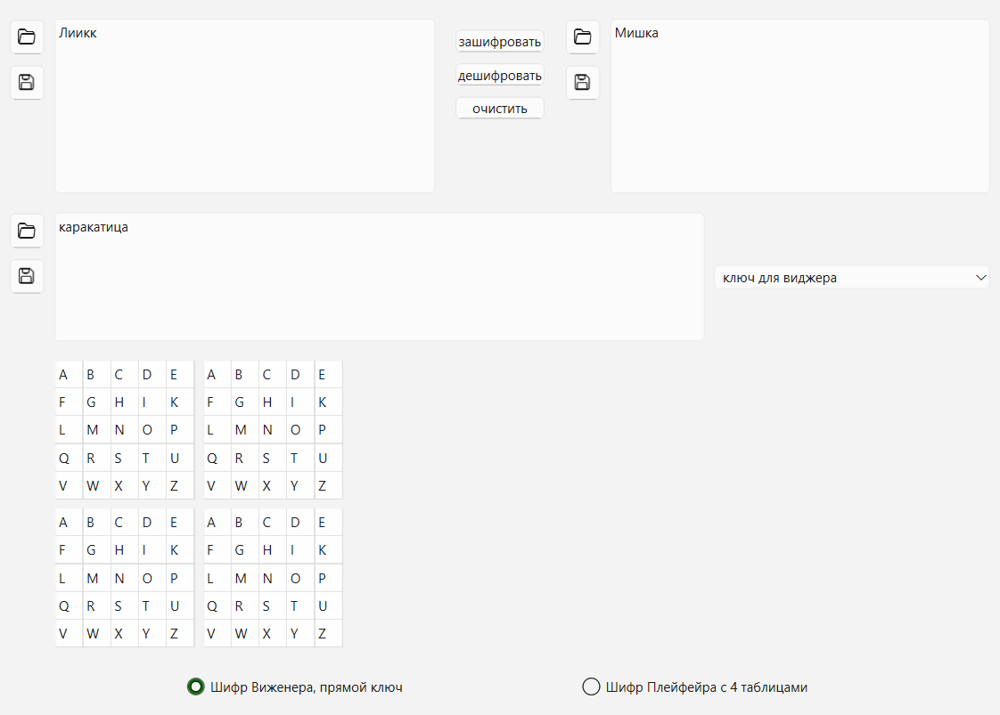 Лиикк
зашифровать
Мишка
дешифровать
очистить
каракатица
ключ для виджера
A B C D E A B C D E
F G H I K F G H I K
L M N O P L M N O P
Q R S T U Q R S T U
V W X Y Z V W X Y Z
A B C D E A B C D E
F G H I K F G H I K
L M N O P L M N O P
Q R S T U Q R S T U
V W X Y Z V W X Y Z
Шифр Виженера, прямой ключ
Шифр Плейфейра с 4 таблицами